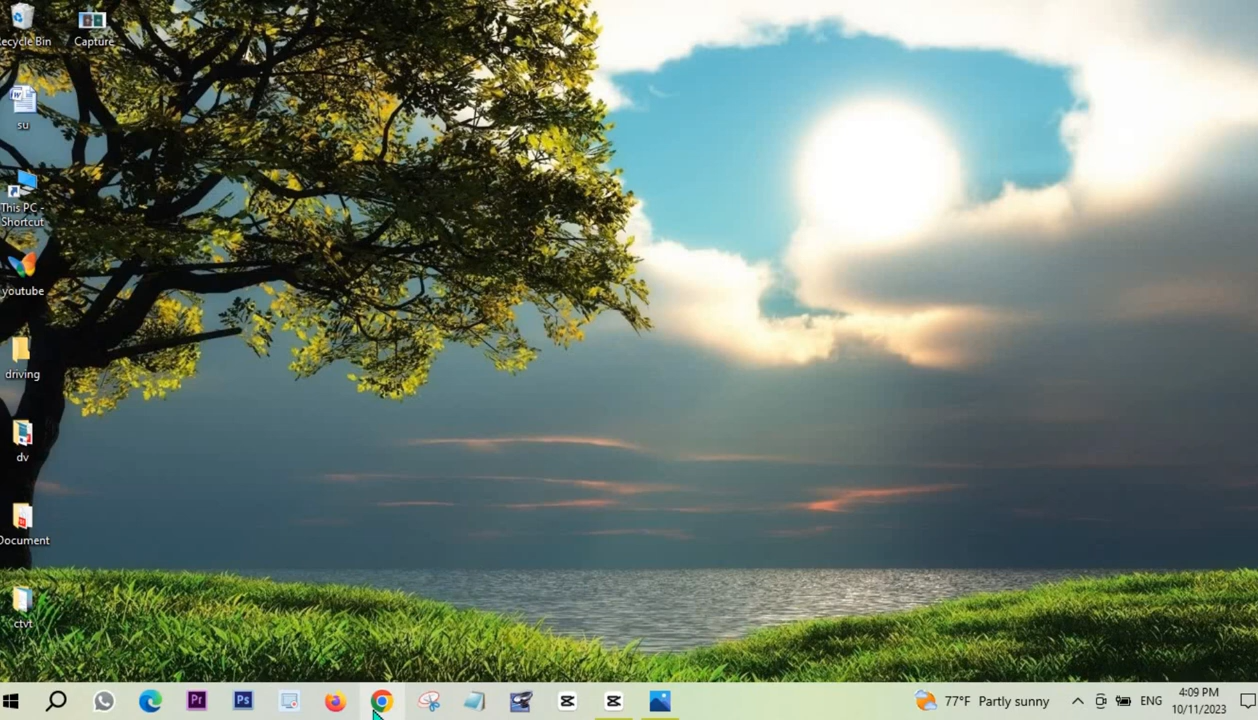 ecycle Bin
Capture
su
This PC -
Shortcut
youtube
driving
dv
Document
ctvt
Pr
Ps
77°F Partly sunny
ENG
4:09 PM
10/11/2023